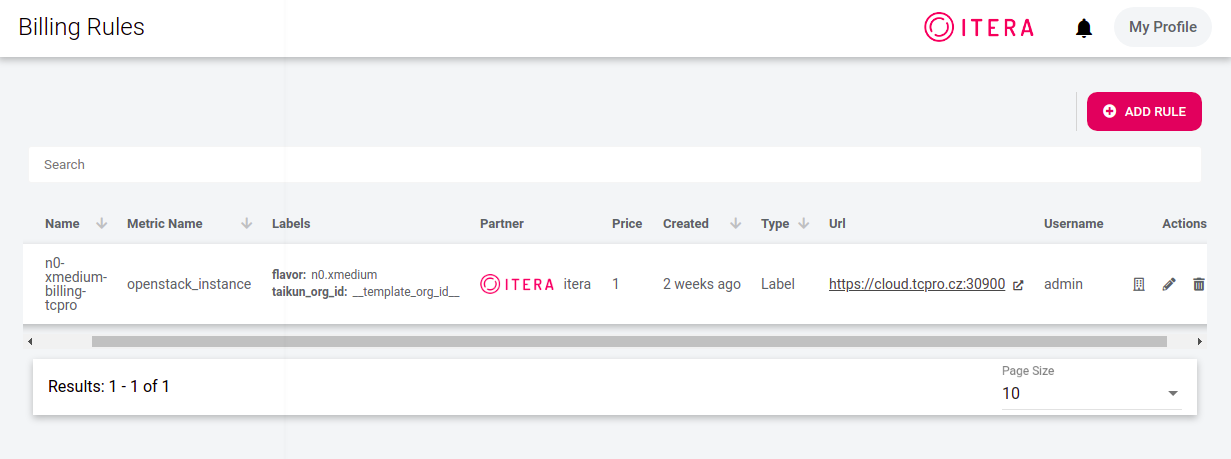 Billing Rules
ITERA
My Profile
ADD RULE
Search
Name Metric Name Labels Partner Price Created Type Url Username Actions
n0-
xmedium-
billing-
tcpro
openstack_instance
flavor: n0.xmedium
taikun_org_id: __template_org_id__
ITERA itera
1
2 weeks ago
Label
https://cloud.tcpro.cz:30900
admin
Results: 1 - 1 of 1
Page Size
10